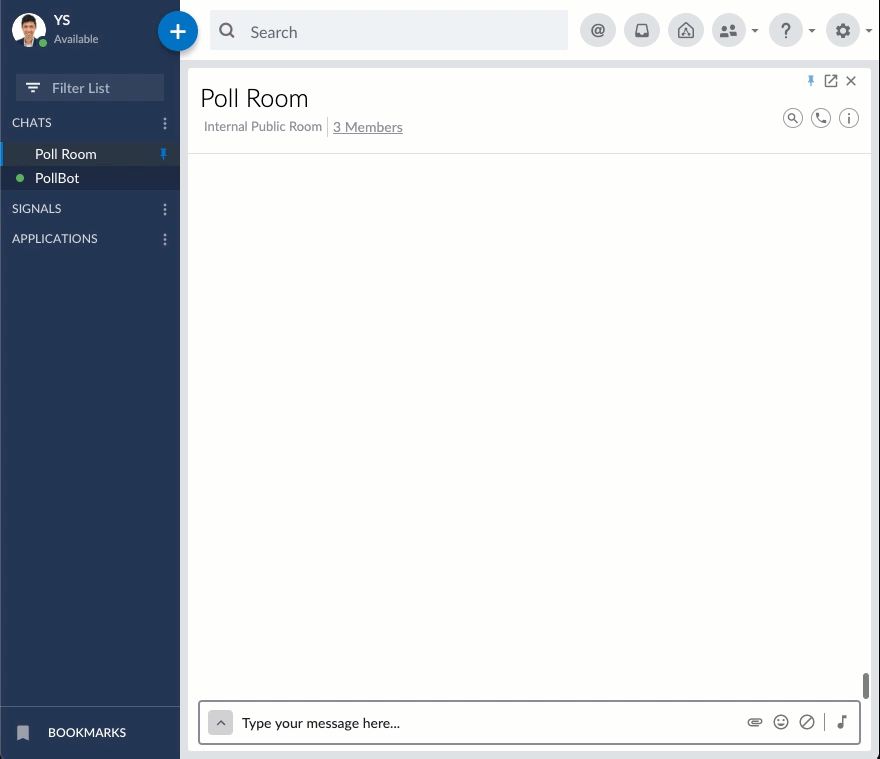 YS
Available
Search
Filter List
CHATS
Poll Room
PollBot
SIGNALS
APPLICATIONS
BOOKMARKS
Poll Room
Internal Public Room
3 Members
Type your message here...